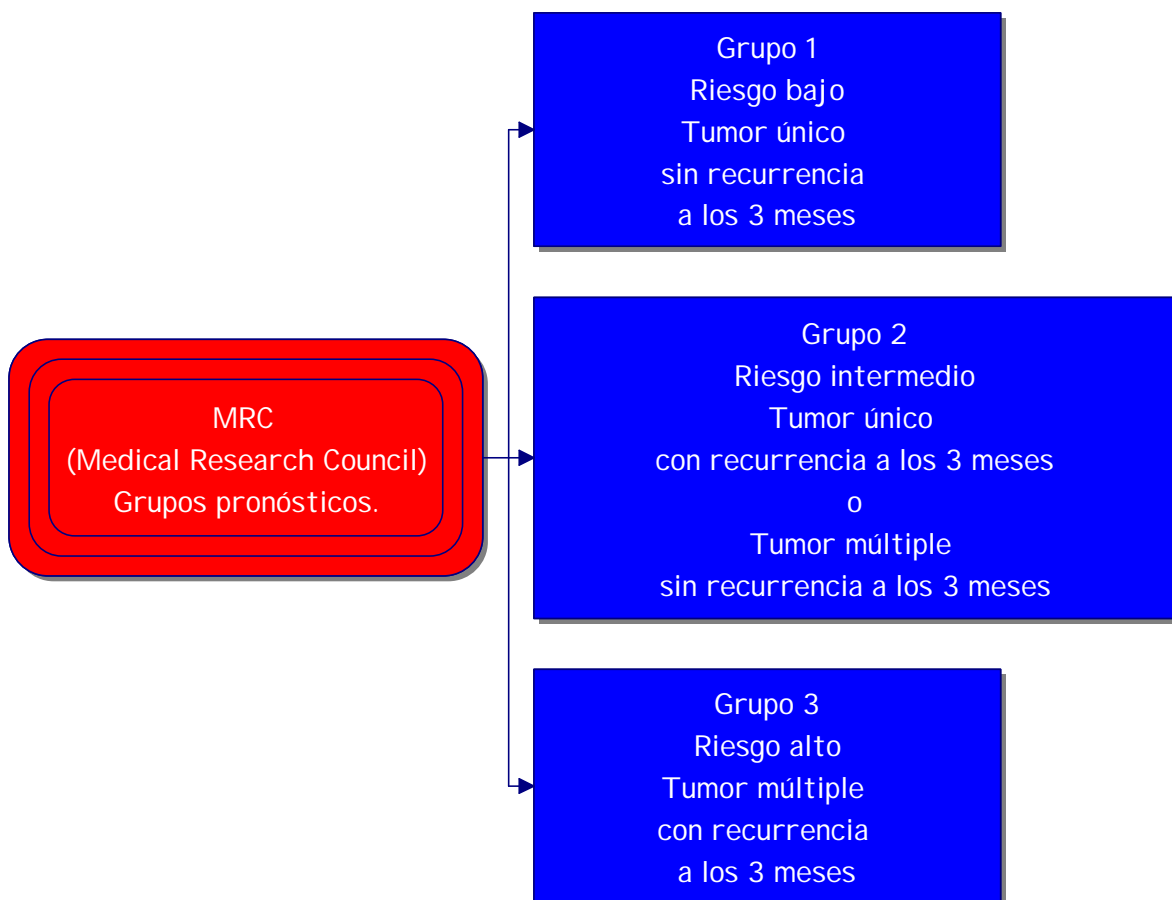 MRC
(Medical Research Council)
Grupos pronósticos.
Grupo 1
Riesgo bajo
Tumor único
sin recurrencia
a los 3 meses
Grupo 2
Riesgo intermedio
Tumor único
con recurrencia a los 3 meses
o
Tumor múltiple
sin recurrencia a los 3 meses
Grupo 3
Riesgo alto
Tumor múltiple
con recurrencia
a los 3 meses